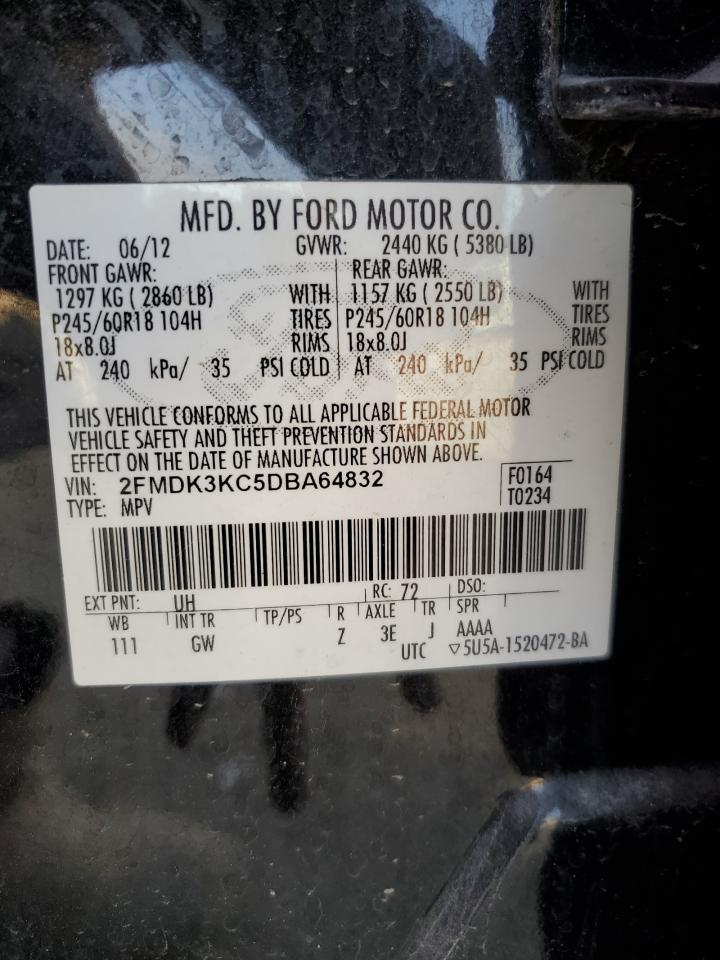 MFD. BY FORD MOTOR CO.
DATE: 06/12 GVWR: 2440 KG ( 5380 LB)
FRONT GAWR: REAR GAWR:
1297 KG ( 2860 LB) WITH 1157 KG ( 2550 LB) WITH
P245/60R18 104H TIRES P245/60R18 104H TIRES
18x8.0J RIMS 18x8.0J RIMS
AT 240 kPa/ 35 PSI COLD AT 240 kPa/ 35 PSI COLD
THIS VEHICLE CONFORMS TO ALL APPLICABLE FEDERAL MOTOR
VEHICLE SAFETY AND THEFT PREVENTION STANDARDS IN
EFFECT ON THE DATE OF MANUFACTURE SHOWN ABOVE.
VIN: 2FMDK3KC5DBA64832 F0164
TYPE: MPV T0234
EXT PNT: UH RC: 72 DSO:
WB INT TR TP/PS R AXLE TR SPR
111 GW Z 3E J AAAA
UTC ▽5U5A-1520472-BA